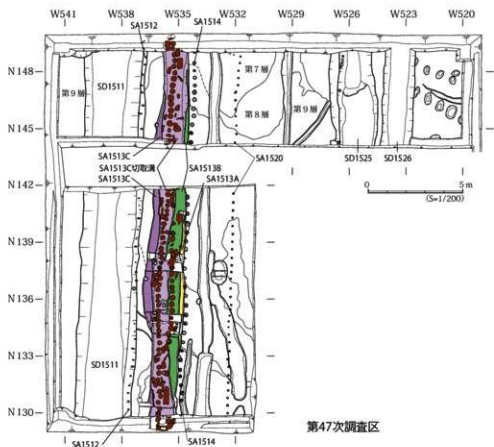 W541 W538 W535 W532 W529 W526 W523 W520
SA1512 SA1514
N148
第9層 SD1511 第7層 第8層 第9層
N145
SA1513C SA1520 SD1525 SD1526
SA1513C切取溝 SA1513B
SA1513C SA1513A
N142
0 5 m
(S=1/200)
N139
N136
N133
SD1511
N130
SA1512 SA1514
第47次調査区